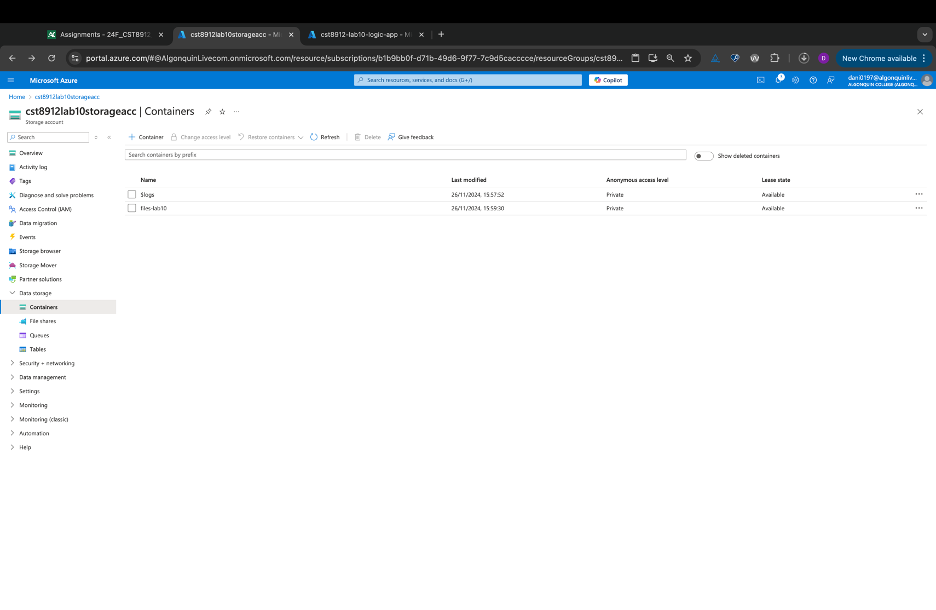 Assignments - 24F_CST8912
cst8912lab10storageacc - Mi
cst8912-lab10-logic-app - Mi
portal.azure.com/#@AlgonquinLivecom.onmicrosoft.com/resource/subscriptions/b1b9bb0f-d71b-49d6-9f77-7c9d5cacccce/resourceGroups/cst89...
D
New Chrome available
Microsoft Azure
Search resources, services, and docs (G+/)
Copilot
1
dani0197@algonquinliv...
ALGONQUIN COLLEGE (ALGONQ...
Home > cst8912lab10storageacc
cst8912lab10storageacc | Containers
Storage account
Search
Container
Change access level
Restore containers
Refresh
Delete
Give feedback
Search containers by prefix
Show deleted containers
Overview
Activity log
Tags
Diagnose and solve problems
Access Control (IAM)
Data migration
Events
Storage browser
Storage Mover
Partner solutions
Data storage
Containers
File shares
Queues
Tables
Security + networking
Data management
Settings
Monitoring
Monitoring (classic)
Automation
Help
Name Last modified Anonymous access level Lease state
$logs 26/11/2024, 15:57:52 Private Available
files-lab10 26/11/2024, 15:59:30 Private Available